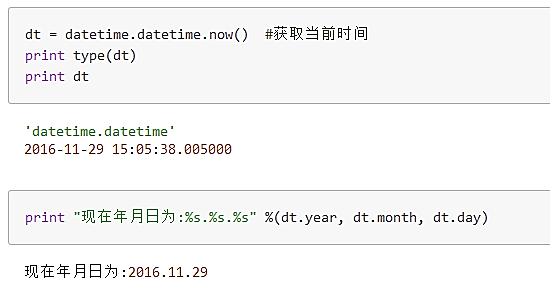 dt = datetime.datetime.now()  #获取当前时间
print type(dt)
print dt
'datetime.datetime'
2016-11-29 15:05:38.005000
print "现在年月日为:%s.%s.%s" %(dt.year, dt.month, dt.day)
现在年月日为:2016.11.29